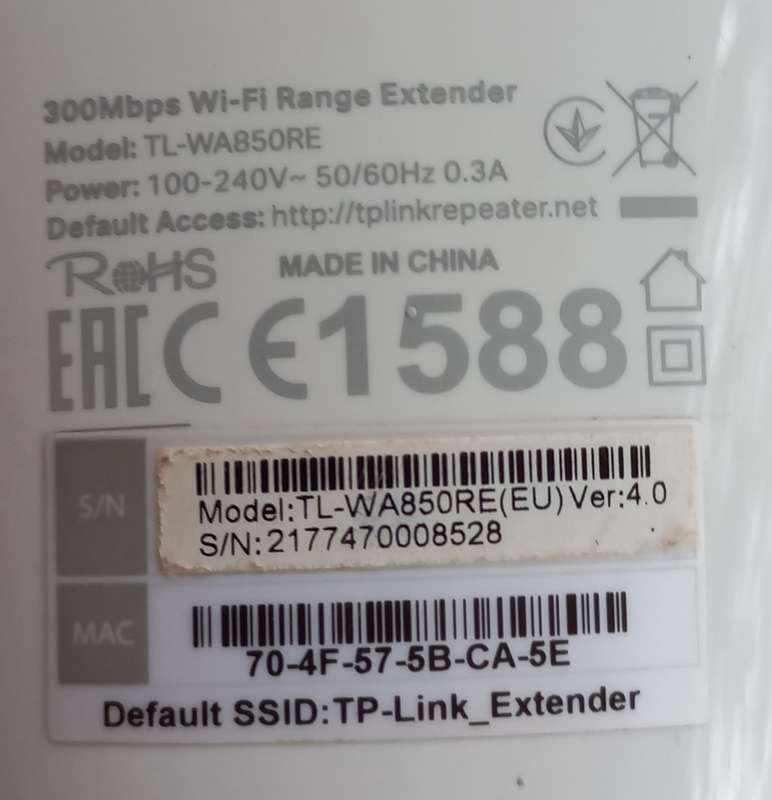 300Mbps Wi-Fi Range Extender
Model: TL-WA850RE
Power: 100-240V~ 50/60Hz 0.3A
Default Access: http://tplinkrepeater.net
RoHS MADE IN CHINA
EAC CE1588
S/N
Model:TL-WA850RE(EU) Ver:4.0
S/N:2177470008528
MAC
70-4F-57-5B-CA-5E
Default SSID:TP-Link_Extender